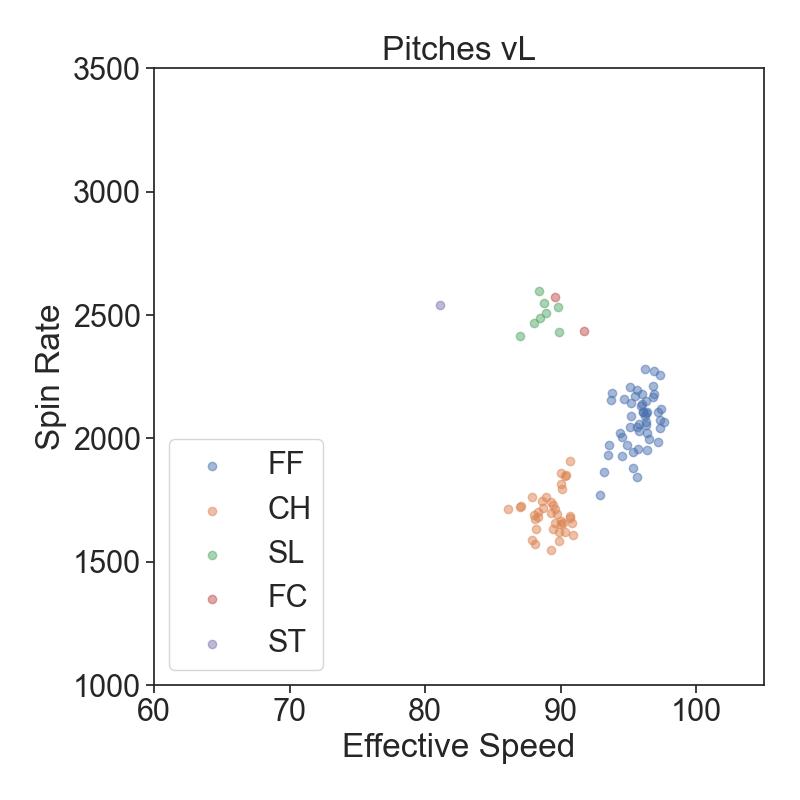 Pitches vL
3500
3000
2500
2000
1500
1000
Spin Rate
FF
CH
SL
FC
ST
60 70 80 90 100
Effective Speed